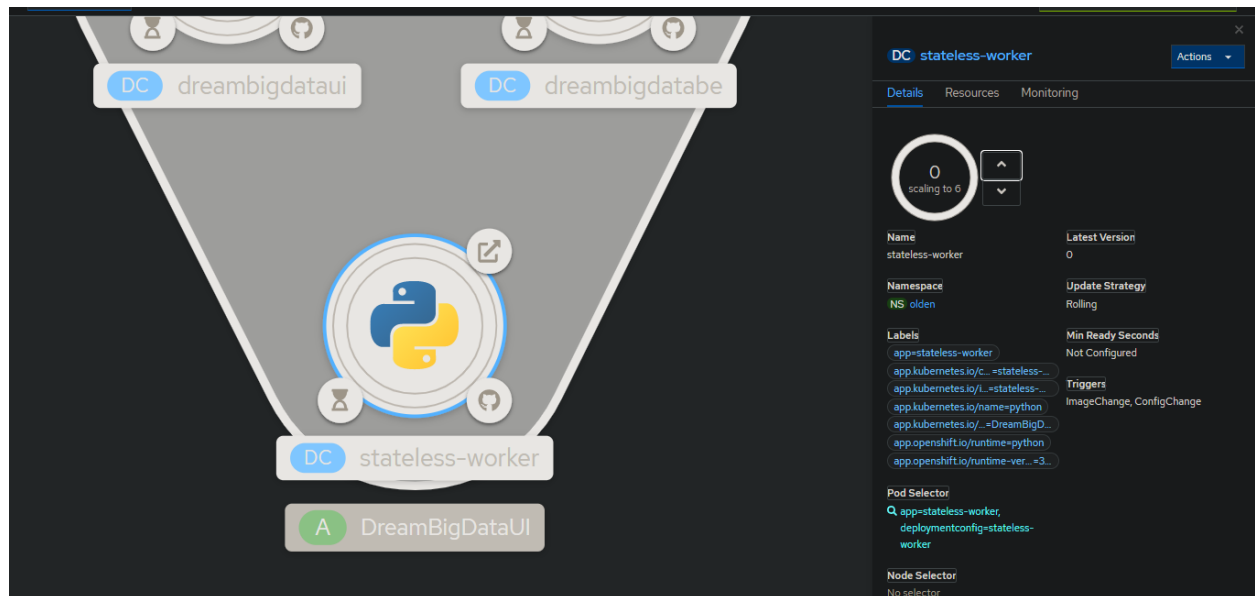 DC dreambigdataui
DC dreambigdatabe
DC stateless-worker
A DreamBigDataUI
DC stateless-worker
Actions
Details Resources Monitoring
0
scaling to 6
Name
stateless-worker
Latest Version
0
Namespace
NS olden
Update Strategy
Rolling
Labels
app=stateless-worker
app.kubernetes.io/c... =stateless-...
app.kubernetes.io/i...=stateless-...
app.kubernetes.io/name=python
app.kubernetes.io/...=DreamBigD...
app.openshift.io/runtime=python
app.openshift.io/runtime-ver...=3...
Min Ready Seconds
Not Configured
Triggers
ImageChange, ConfigChange
Pod Selector
app=stateless-worker,
deploymentconfig=stateless-
worker
Node Selector
No selector